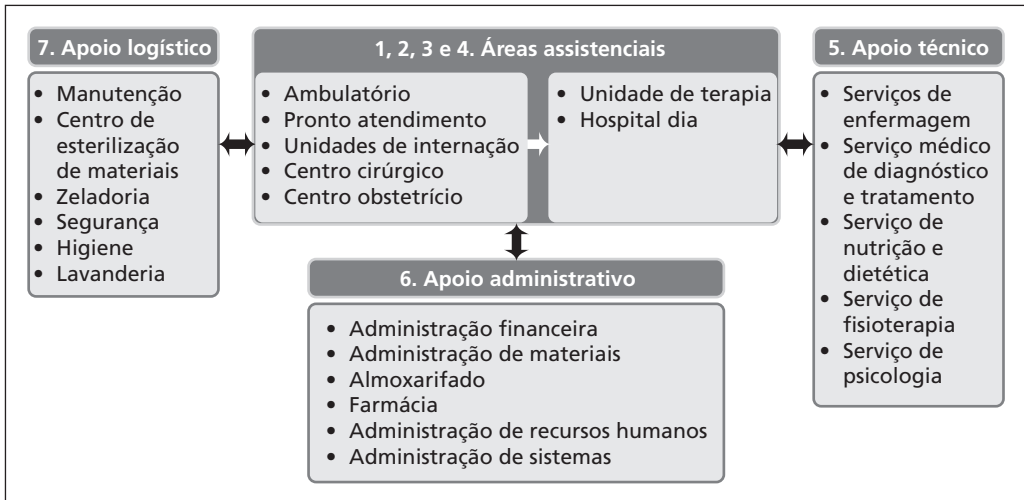 7. Apoio logístico
• Manutenção
• Centro de
esterilização
de materiais
• Zeladoria
• Segurança
• Higiene
• Lavanderia
1, 2, 3 e 4. Áreas assistenciais
• Ambulatório
• Pronto atendimento
• Unidades de internação
• Centro cirúrgico
• Centro obstetrício
• Unidade de terapia
• Hospital dia
5. Apoio técnico
• Serviços de
enfermagem
• Serviço médico
de diagnóstico
e tratamento
• Serviço de
nutrição e
dietética
• Serviço de
fisioterapia
• Serviço de
psicologia
6. Apoio administrativo
• Administração financeira
• Administração de materiais
• Almoxarifado
• Farmácia
• Administração de recursos humanos
• Administração de sistemas